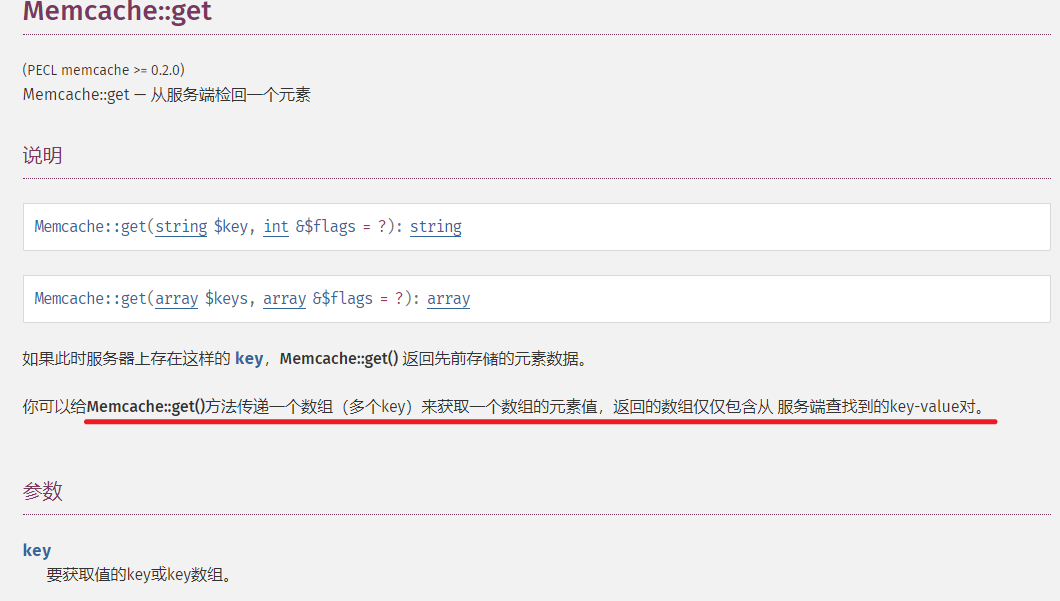 Memcache::get
(PECL memcache >= 0.2.0)
Memcache::get — 从服务端检回一个元素
说明
Memcache::get(string $key, int &$flags = ?): string
Memcache::get(array $keys, array &$flags = ?): array
如果此时服务器上存在这样的 key，Memcache::get() 返回先前存储的元素数据。
你可以给Memcache::get()方法传递一个数组（多个key）来获取一个数组的元素值，返回的数组仅仅包含从 服务端查找到的key-value对。
参数
key
要获取值的key或key数组。